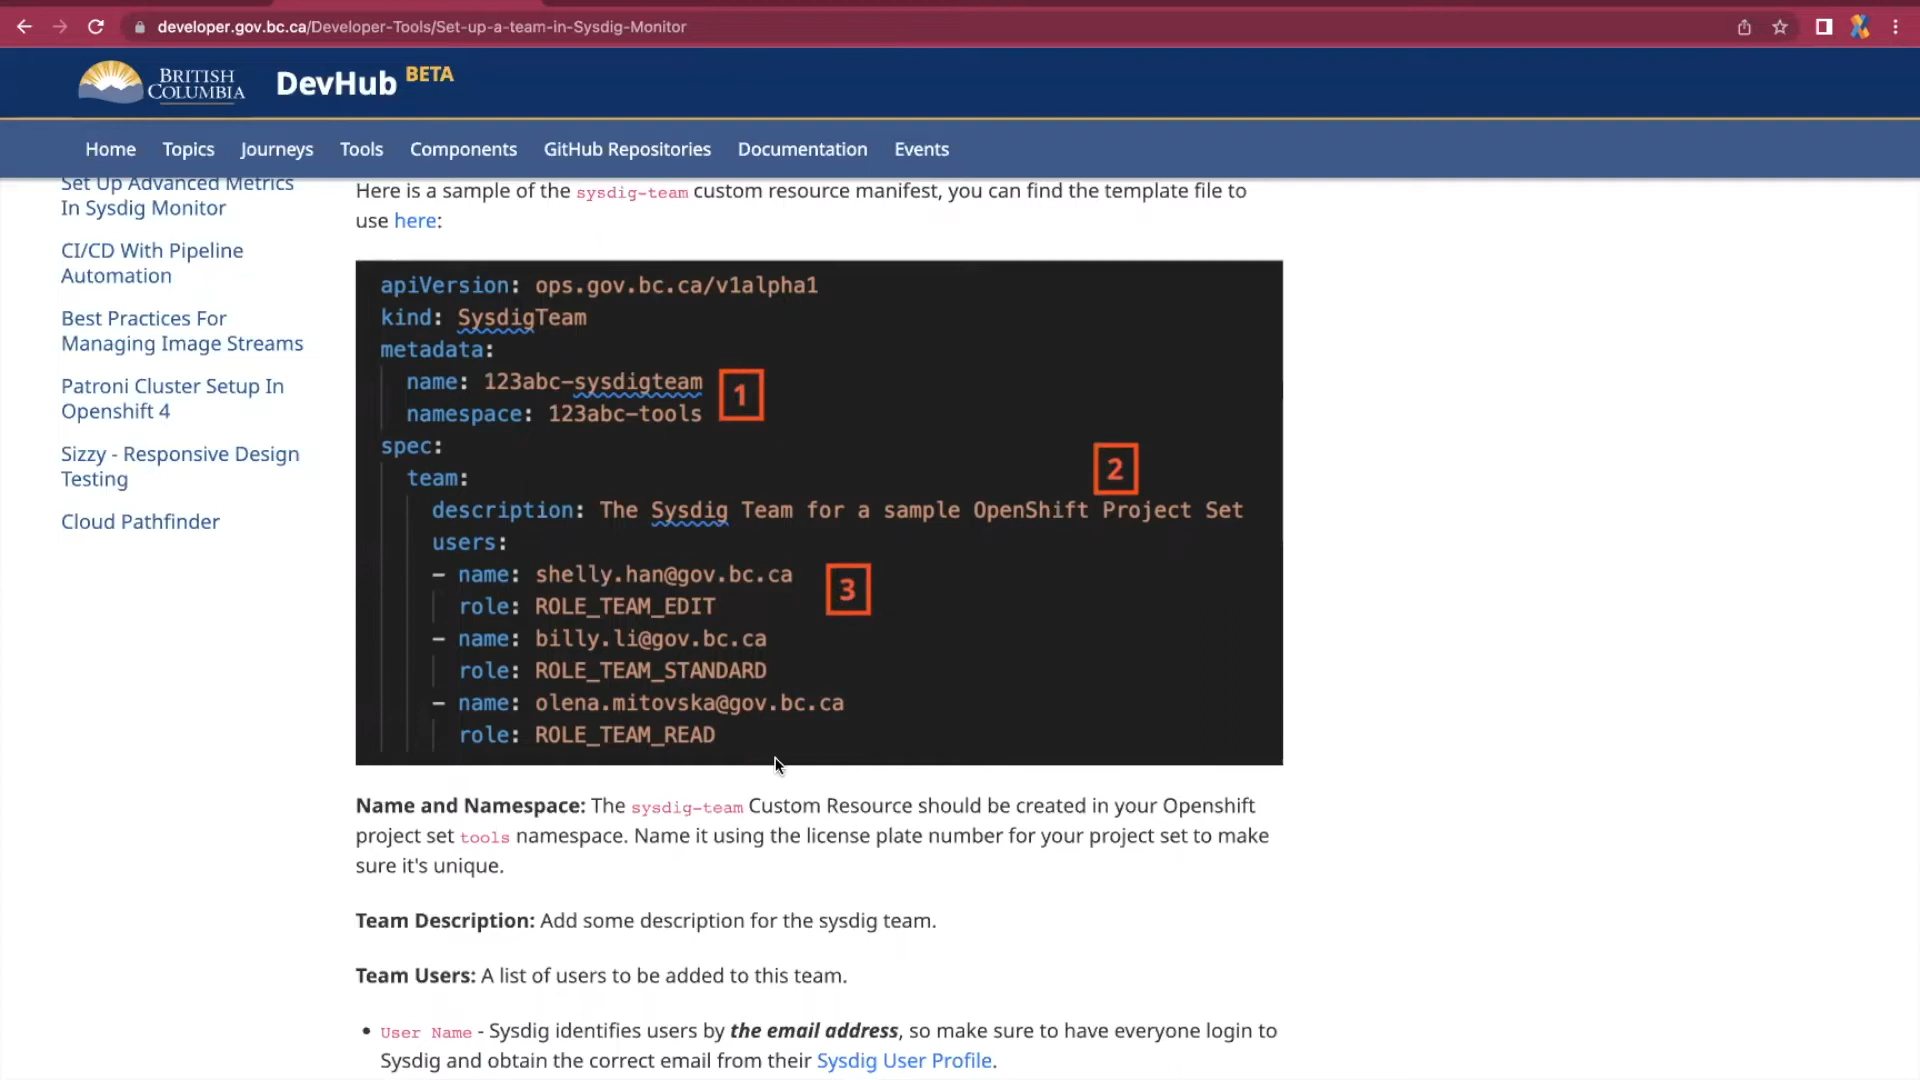 developer.gov.bc.ca/Developer-Tools/Set-up-a-team-in-Sysdig-Monitor
BRITISH
COLUMBIA
DevHub BETA
Home Topics Journeys Tools Components GitHub Repositories Documentation Events
Set Up Advanced Metrics
In Sysdig Monitor
CI/CD With Pipeline
Automation
Best Practices For
Managing Image Streams
Patroni Cluster Setup In
Openshift 4
Sizzy - Responsive Design
Testing
Cloud Pathfinder
Here is a sample of the sysdig-team custom resource manifest, you can find the template file to
use here:
apiVersion: ops.gov.bc.ca/v1alpha1
kind: SysdigTeam
metadata:
name: 123abc-sysdigteam
1
namespace: 123abc-tools
spec:
2
team:
description: The Sysdig Team for a sample OpenShift Project Set
users:
- name: shelly.han@gov.bc.ca
3
role: ROLE_TEAM_EDIT
- name: billy.li@gov.bc.ca
role: ROLE_TEAM_STANDARD
- name: olena.mitovska@gov.bc.ca
role: ROLE_TEAM_READ
Name and Namespace: The sysdig-team Custom Resource should be created in your Openshift
project set tools namespace. Name it using the license plate number for your project set to make
sure it's unique.
Team Description: Add some description for the sysdig team.
Team Users: A list of users to be added to this team.
• User Name - Sysdig identifies users by the email address, so make sure to have everyone login to
Sysdig and obtain the correct email from their Sysdig User Profile.